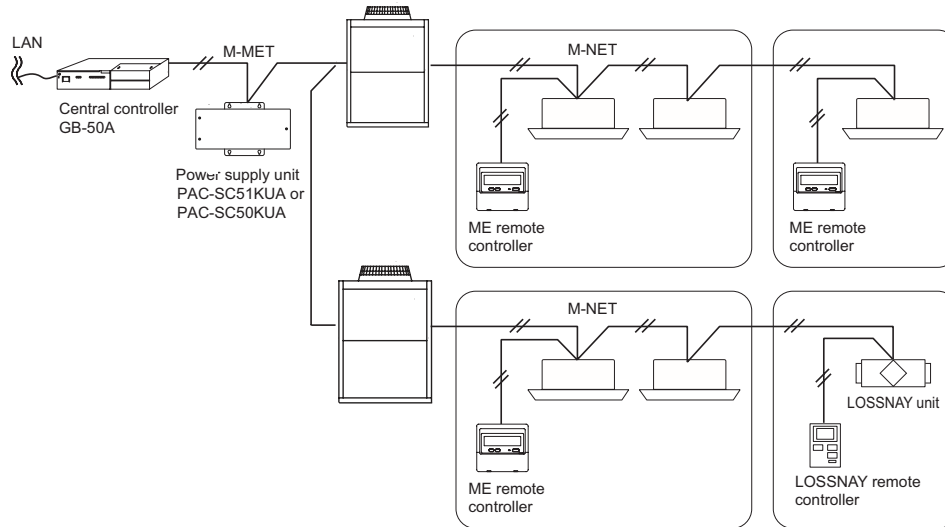 LAN
M-MET
M-NET
Central controller
GB-50A
Power supply unit
PAC-SC51KUA or
PAC-SC50KUA
ME remote
controller
ME remote
controller
M-NET
LOSSNAY unit
ME remote
controller
LOSSNAY remote
controller